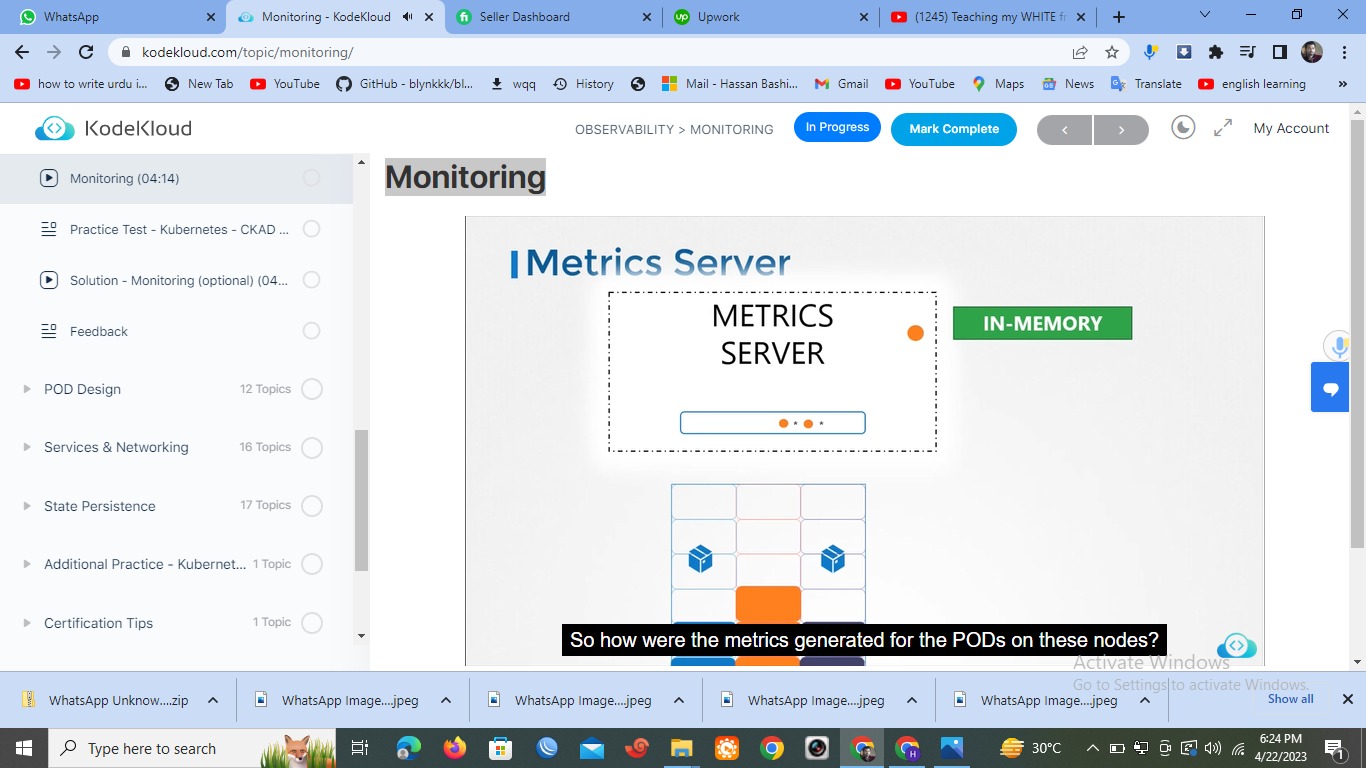 WhatsApp
Monitoring - KodeKloud
Seller Dashboard
Upwork
(1245) Teaching my WHITE fr
kodekloud.com/topic/monitoring/
how to write urdu i...
New Tab
YouTube
GitHub - blynkkk/bl...
wqq
History
Mail - Hassan Bashi...
Gmail
YouTube
Maps
News
Translate
english learning
»
KodeKloud
OBSERVABILITY > MONITORING
In Progress
Mark Complete
My Account
Monitoring (04:14)
Practice Test - Kubernetes - CKAD ...
Solution - Monitoring (optional) (04...
Feedback
POD Design
12 Topics
Services & Networking
16 Topics
State Persistence
17 Topics
Additional Practice - Kubernet...
1 Topic
Certification Tips
1 Topic
Monitoring
Metrics Server
METRICS
SERVER
IN-MEMORY
So how were the metrics generated for the PODs on these nodes?
Activate Windows
Go to Settings to activate Windows.
WhatsApp Unknow....zip
WhatsApp Image....jpeg
WhatsApp Image....jpeg
WhatsApp Image....jpeg
WhatsApp Image....jpeg
Show all
Type here to search
30°C
6:24 PM
4/22/2023
1